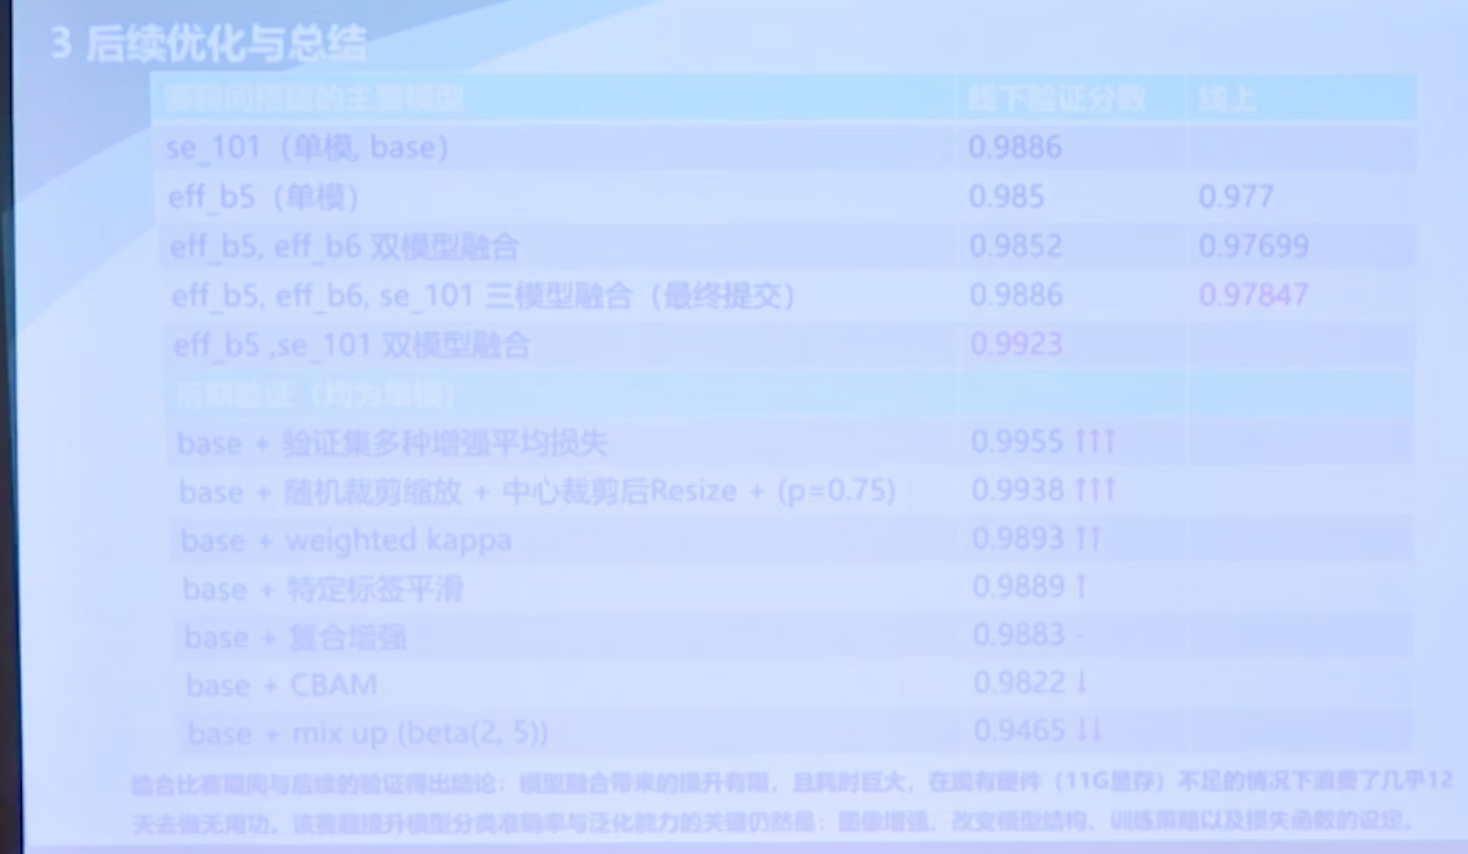 3 后续优化与总结
赛程间搭建的主要模型 线下验证分数 线上
se_101（单模, base） 0.9886
eff_b5（单模） 0.985 0.977
eff_b5, eff_b6 双模型融合 0.9852 0.97699
eff_b5, eff_b6, se_101 三模型融合（最终提交） 0.9886 0.97847
eff_b5 ,se_101 双模型融合 0.9923
后期验证（均为单模）
base + 验证集多种增强平均损失 0.9955 ↑↑↑
base + 随机裁剪缩放 + 中心裁剪后Resize + (p=0.75) 0.9938 ↑↑↑
base + weighted kappa 0.9893 ↑↑
base + 特定标签平滑 0.9889 ↑
base + 复合增强 0.9883 -
base + CBAM 0.9822 ↓
base + mix up (beta(2, 5)) 0.9465 ↓↓
结合比赛期间与后续的验证得出结论：模型融合带来的提升有限，且耗时巨大，在现有硬件（11G显存）不足的情况下浪费了几乎12
天去做无用功。该赛题提升模型分类准确率与泛化能力的关键仍然是：图像增强、改变模型结构、训练策略以及损失函数的设定。